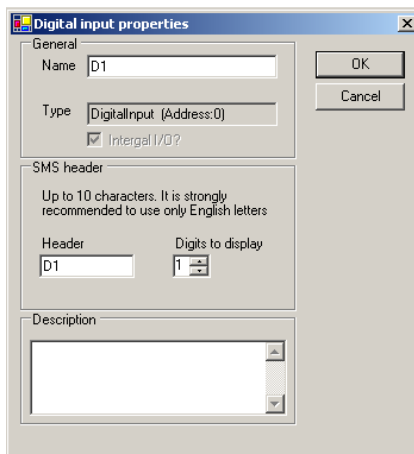 Digital input properties
General
Name D1
OK
Cancel
Type DigitalInput (Address:0)
Intergal I/O?
SMS header
Up to 10 characters. It is strongly
recommended to use only English letters
Header Digits to display
D1 1
Description